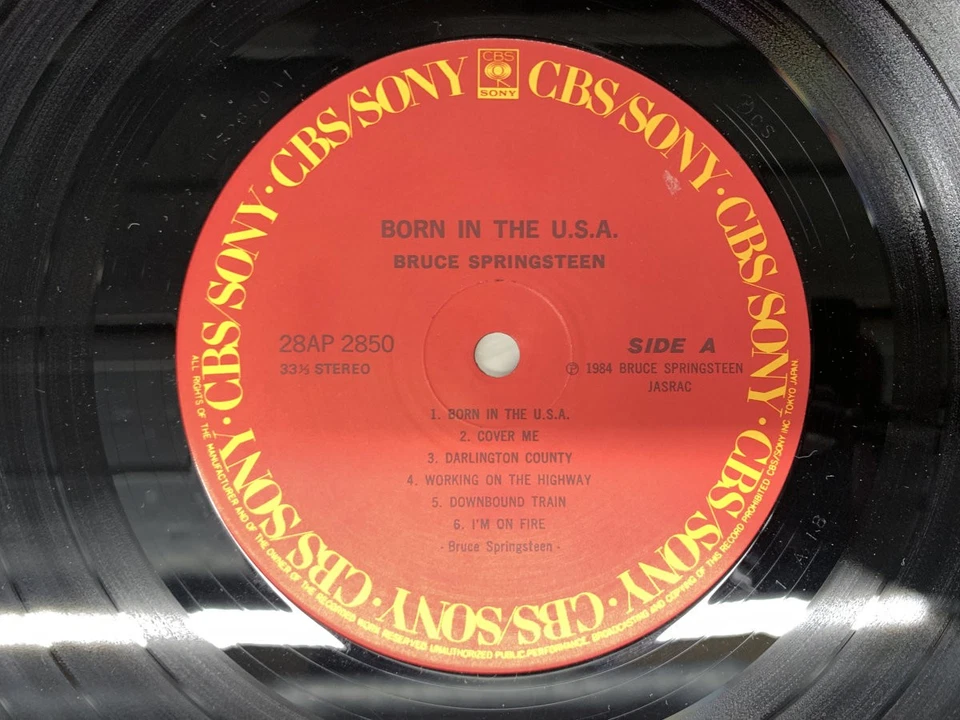 CBS
SONY
CBS/SONY · CBS/SONY · CBS/SONY · CBS/SONY · CBS/SONY · CBS/SONY · CBS/SONY · CBS/SONY
BORN IN THE U.S.A.
BRUCE SPRINGSTEEN
28AP 2850
33⅓ STEREO
SIDE A
Ⓟ 1984 BRUCE SPRINGSTEEN
JASRAC
1. BORN IN THE U.S.A.
2. COVER ME
3. DARLINGTON COUNTY
4. WORKING ON THE HIGHWAY
5. DOWNBOUND TRAIN
6. I'M ON FIRE
- Bruce Springsteen -
ALL RIGHTS OF THE MANUFACTURER AND OF THE OWNER OF THE RECORDED WORK RESERVED UNAUTHORIZED PUBLIC PERFORMANCE, BROADCASTING AND COPYING OF THIS RECORD PROHIBITED CBS/SONY INC. TOKYO JAPAN
JCS
1 A 18